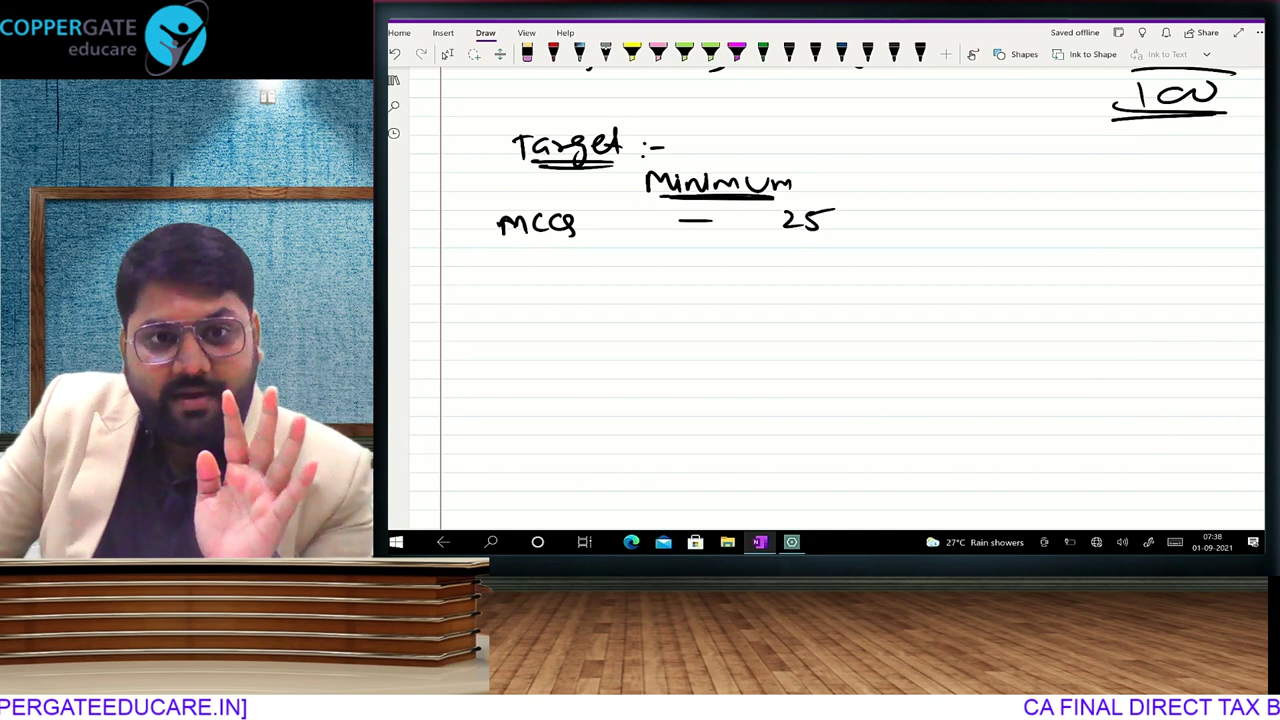 COPPERGATE
educare
Home Insert Draw View Help
Saved offline
Share
Shapes
Ink to Shape
Ink to Text
100
Target :-
Minimum
MCQ — 25
27°C Rain showers
07:38
01-09-2021
PERGATEEDUCARE.IN]
CA FINAL DIRECT TAX B